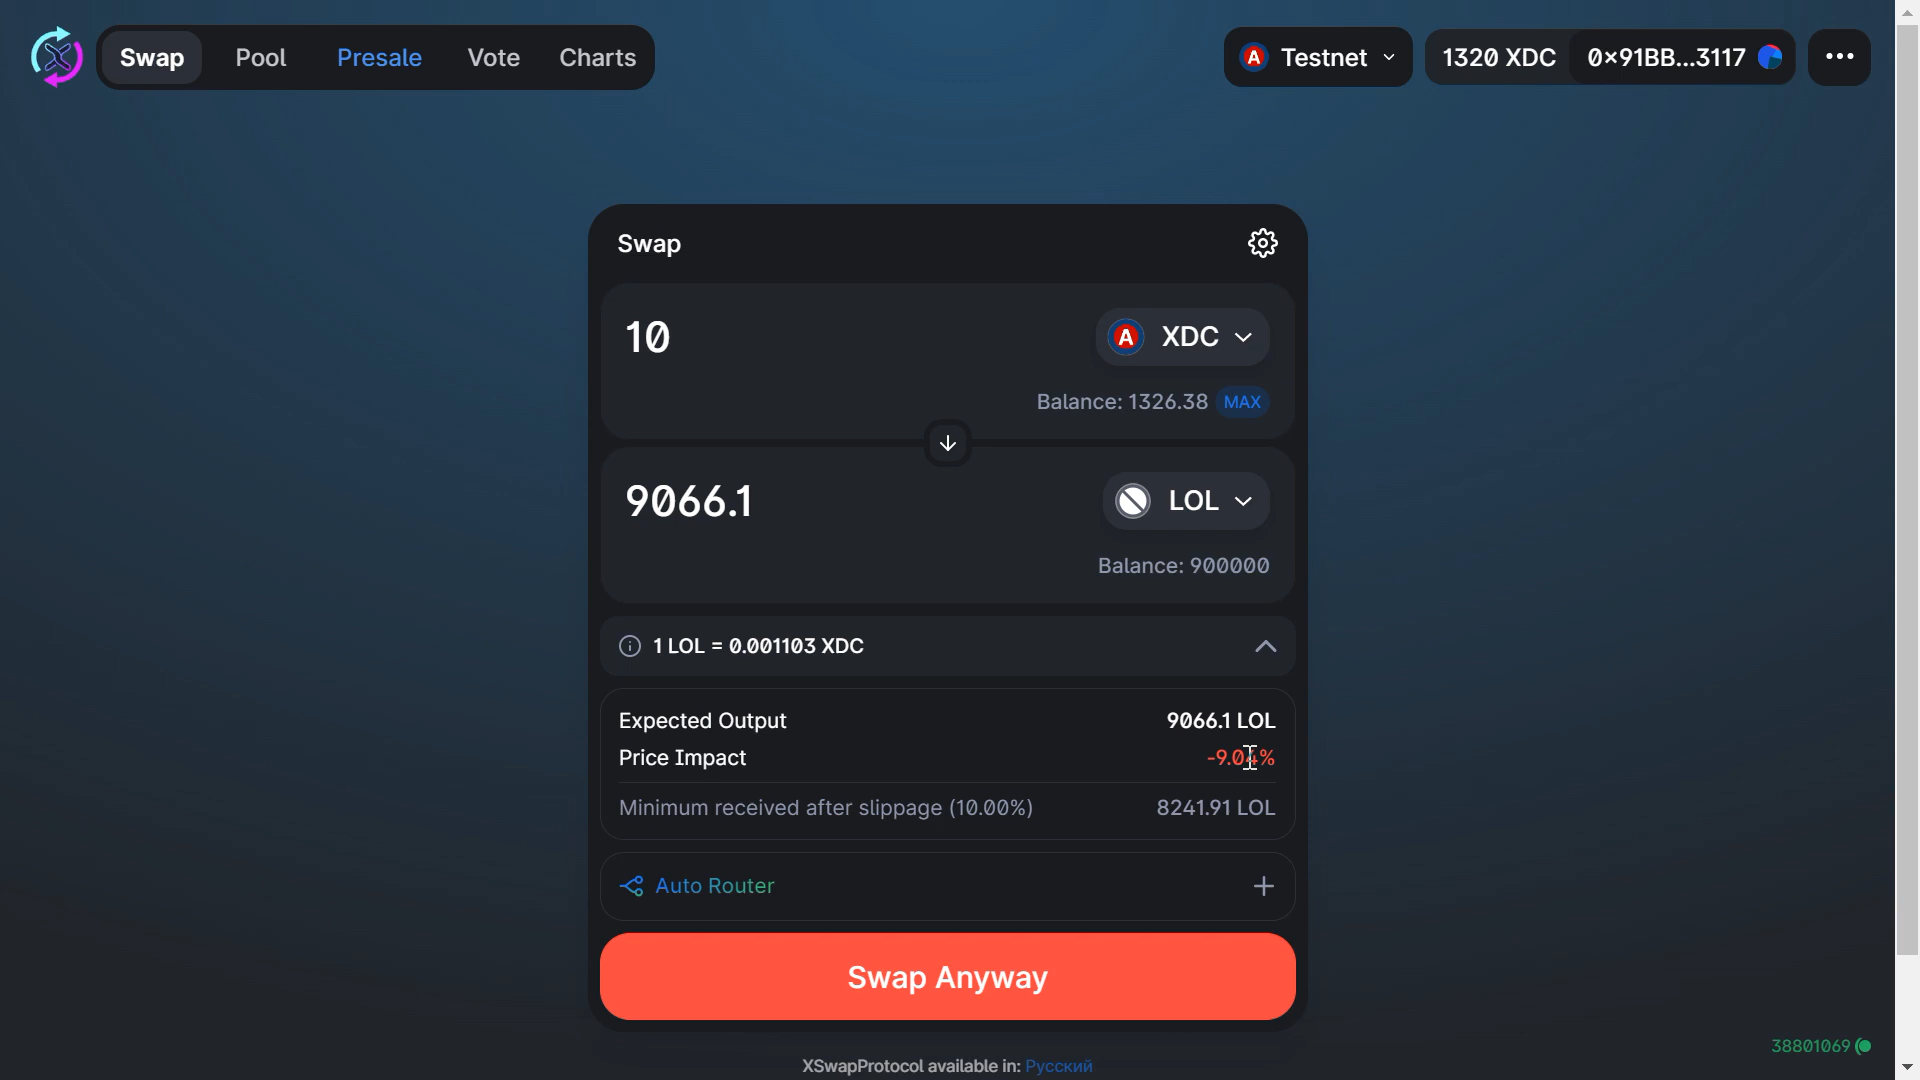 Swap Pool Presale Vote Charts
A Testnet 1320 XDC 0×91BB...3117
Swap
10 A XDC
Balance: 1326.38 MAX
9066.1 LOL
Balance: 900000
1 LOL = 0.001103 XDC
Expected Output 9066.1 LOL
Price Impact -9.04%
Minimum received after slippage (10.00%) 8241.91 LOL
Auto Router
Swap Anyway
38801069
XSwapProtocol available in: Русский